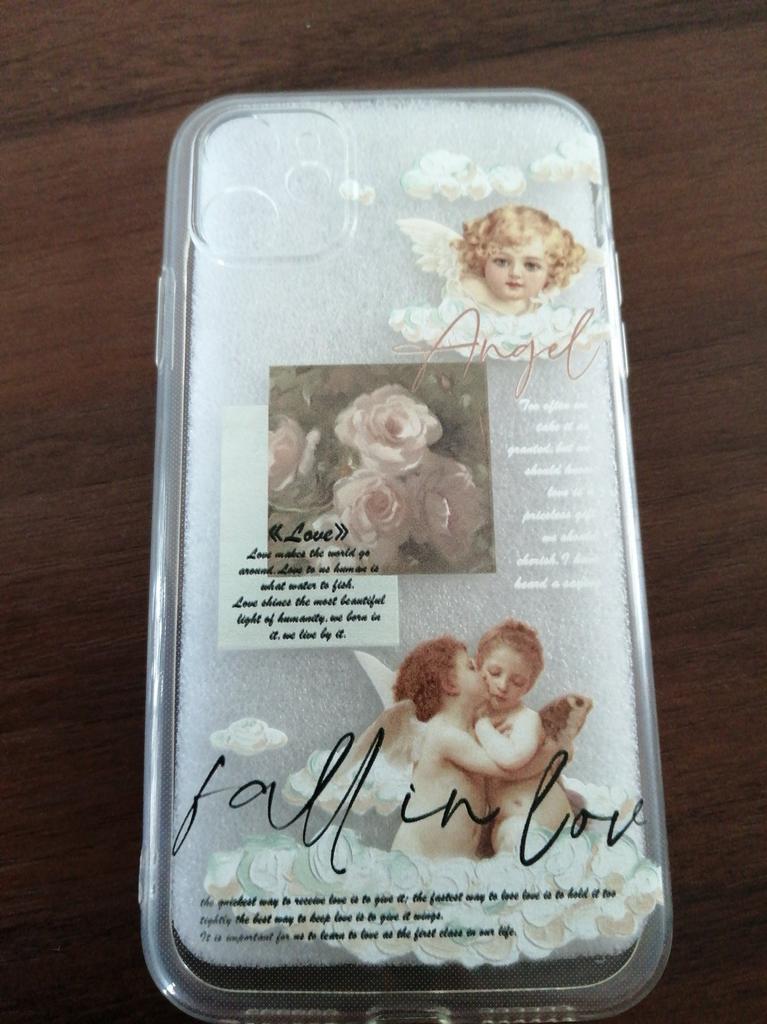 Angel
Too often we
take it as
granted, but we
should know
love is a
priceless gift
we should
cherish. I
heard a saying
《Love》
Love makes the world go
around. Love to us human is
what water to fish.
Love shines the most beautiful
light of humanity, we born in
it, we live by it.
fall in lov
the quickest way to receive love is to give it; the fastest way to lose love is to hold it too
tightly the best way to keep love is to give it wings.
It is important for us to learn to love as the first class in our life.